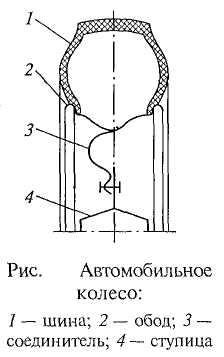 1
2
3
4
Рис. Автомобильное
колесо:
1 — шина; 2 — обод; 3 —
соединитель; 4 — ступица